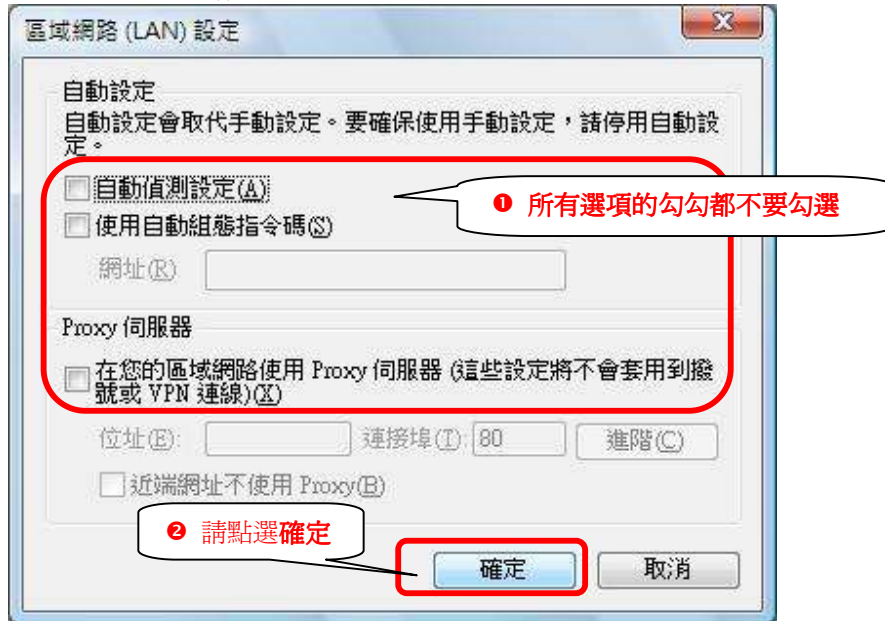 區域網路 (LAN) 設定
自動設定
自動設定會取代手動設定。要確保使用手動設定，請停用自動設
定。
自動偵測設定(A)
❶ 所有選項的勾勾都不要勾選
使用自動組態指令碼(S)
網址(R)
Proxy 伺服器
在您的區域網路使用 Proxy 伺服器 (這些設定將不會套用到撥
號或 VPN 連線)(X)
位址(E): 連接埠(T): 80 進階(C)
近端網址不使用 Proxy(B)
❷ 請點選確定
確定 取消